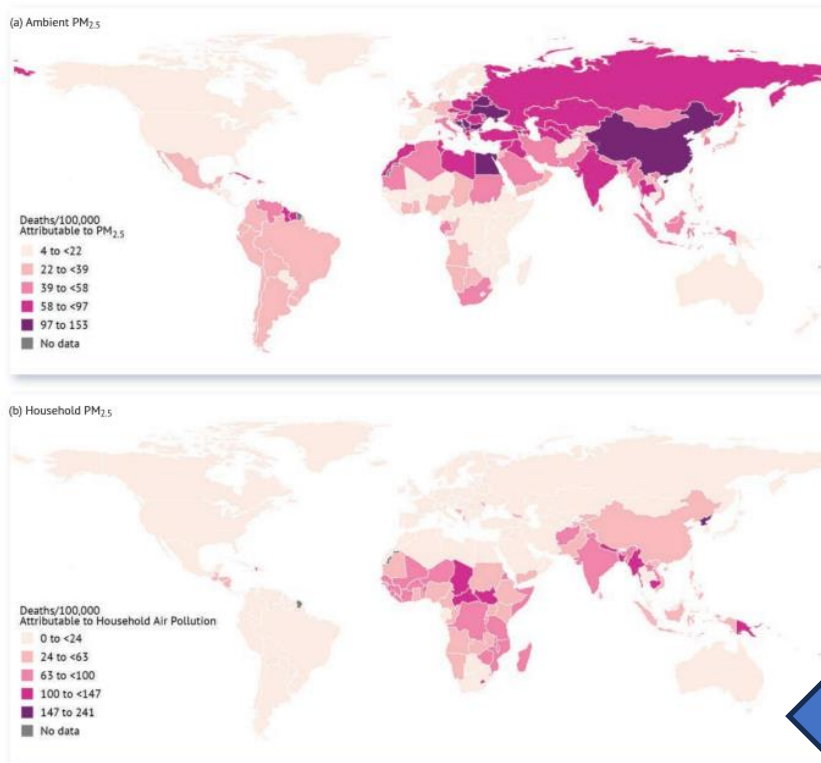 (a) Ambient PM2.5
Deaths/100,000
Attributable to PM2.5
4 to <22
22 to <39
39 to <58
58 to <97
97 to 153
No data
(b) Household PM2.5
Deaths/100,000
Attributable to Household Air Pollution
0 to <24
24 to <63
63 to <100
100 to <147
147 to 241
No data